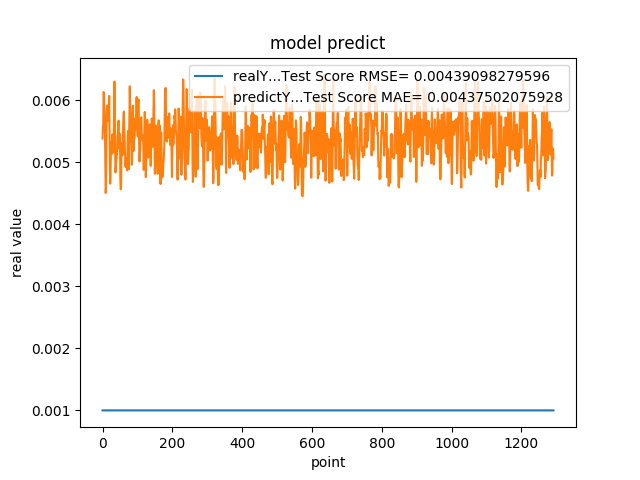 model predict
realY...Test Score RMSE= 0.00439098279596
predictY...Test Score MAE= 0.00437502075928
0.006
0.005
0.004
0.003
0.002
0.001
real value
0 200 400 600 800 1000 1200
point